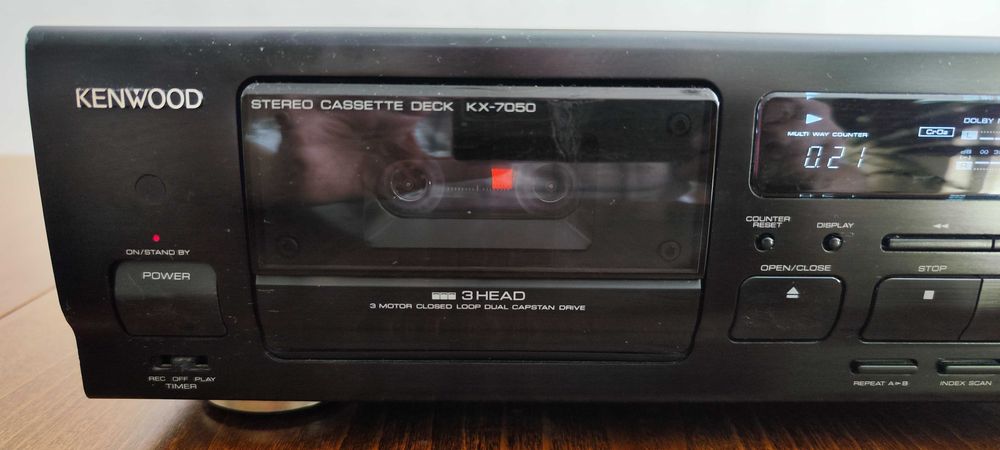 KENWOOD
STEREO CASSETTE DECK KX-7050
MULTI WAY COUNTER
0.21
CrO2
DOLBY
L
dB ∞ 3
ON/STAND BY
POWER
REC OFF PLAY
TIMER
3 HEAD
3 MOTOR CLOSED LOOP DUAL CAPSTAN DRIVE
COUNTER
RESET
DISPLAY
OPEN/CLOSE
STOP
REPEAT A▸B
INDEX SCAN